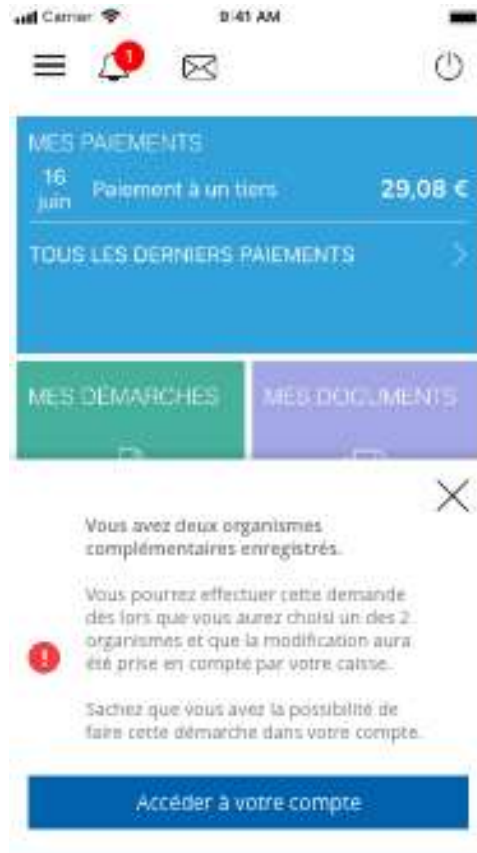 Carrier 9:41 AM
1
MES PAIEMENTS
16 juin Paiement à un tiers 29,08 €
TOUS LES DERNIERS PAIEMENTS
MES DÉMARCHES
MES DOCUMENTS
Vous avez deux organismes
complémentaires enregistrés.
Vous pourrez effectuer cette demande
dès lors que vous aurez choisi un des 2
organismes et que la modification aura
été prise en compte par votre caisse.
Sachez que vous avez la possibilité de
faire cette démarche dans votre compte.
Accéder à votre compte